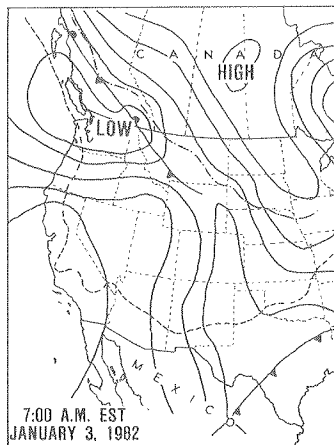 CANADA
HIGH
LOW
MEXICO
7:00 A.M. EST
JANUARY 3, 1982